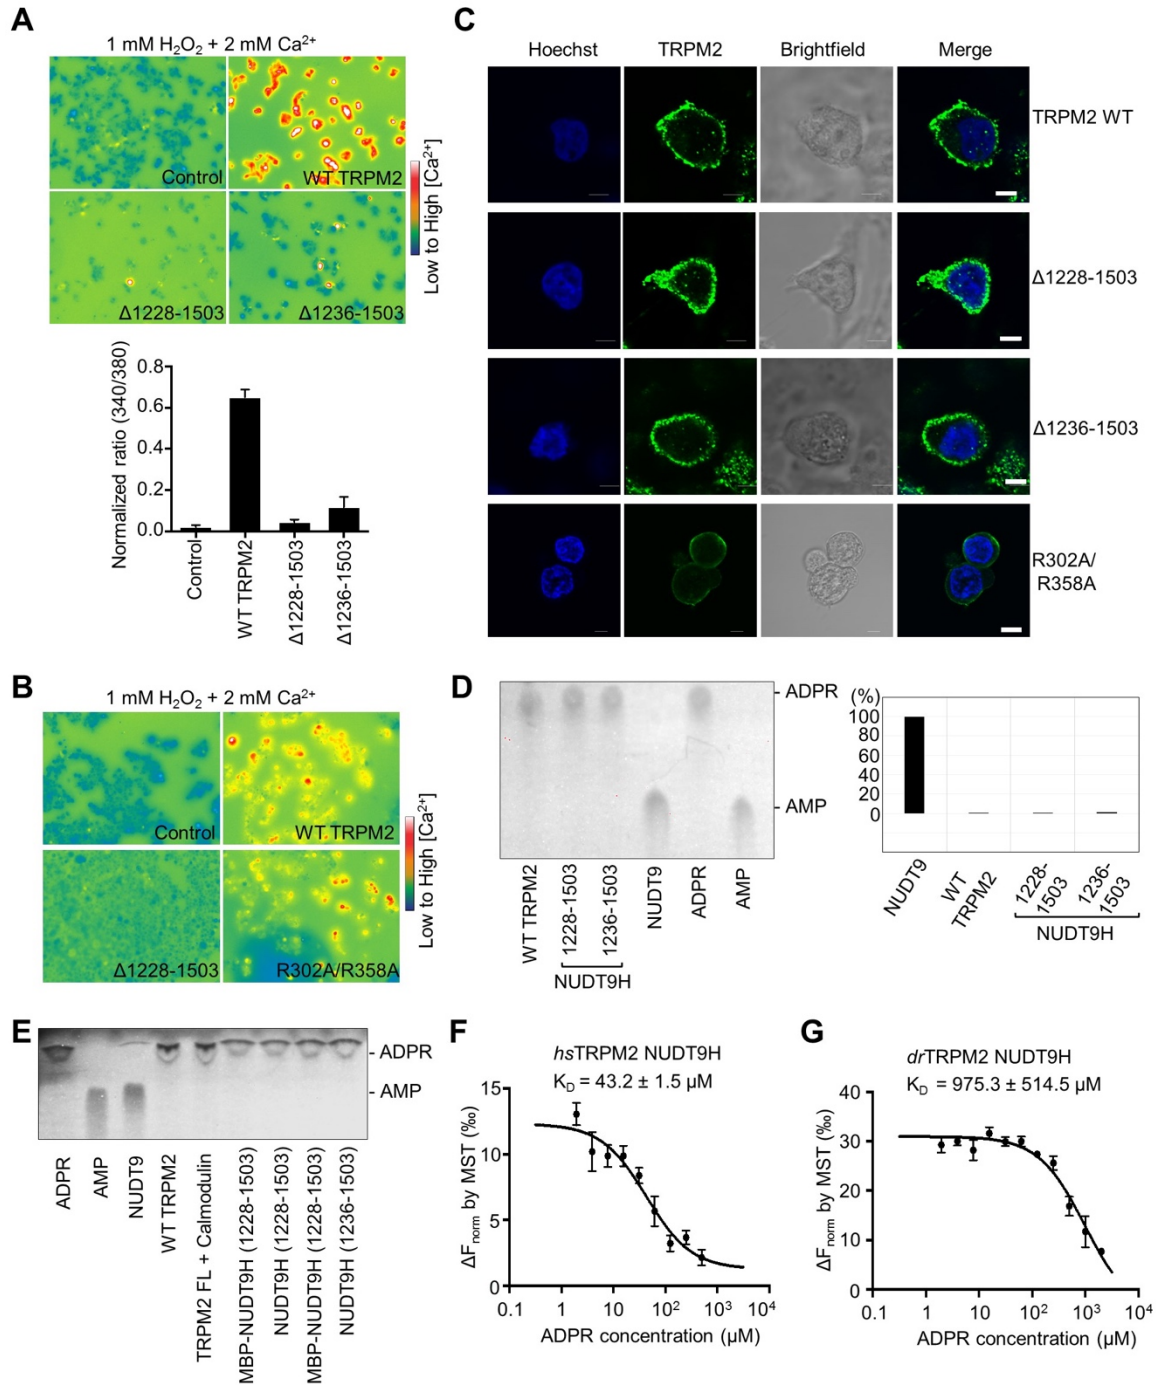 A
1 mM H₂O₂ + 2 mM Ca²⁺
Control
WT TRPM2
Δ1228-1503
Δ1236-1503
Low to High [Ca²⁺]
Normalized ratio (340/380)
0.8
0.6
0.4
0.2
0.0
Control
WT TRPM2
Δ1228-1503
Δ1236-1503
B
1 mM H₂O₂ + 2 mM Ca²⁺
Control
WT TRPM2
Δ1228-1503
R302A/R358A
Low to High [Ca²⁺]
C
Hoechst
TRPM2
Brightfield
Merge
TRPM2 WT
Δ1228-1503
Δ1236-1503
R302A/
R358A
D
- ADPR
- AMP
WT TRPM2
1228-1503
1236-1503
NUDT9
ADPR
AMP
NUDT9H
(%)
100
80
60
40
20
0
NUDT9
WT
TRPM2
1228-
1503
1236-
1503
NUDT9H
E
- ADPR
- AMP
ADPR
AMP
NUDT9
WT TRPM2
TRPM2 FL + Calmodulin
MBP-NUDT9H (1228-1503)
NUDT9H (1228-1503)
MBP-NUDT9H (1228-1503)
NUDT9H (1236-1503)
F
hsTRPM2 NUDT9H
K_D = 43.2 ± 1.5 µM
ΔF_norm by MST (‰)
15
10
5
0
0.1
1
10
10²
10³
10⁴
ADPR concentration (µM)
G
drTRPM2 NUDT9H
K_D = 975.3 ± 514.5 µM
ΔF_norm by MST (‰)
40
30
20
10
0
0.1
1
10
10²
10³
10⁴
ADPR concentration (µM)